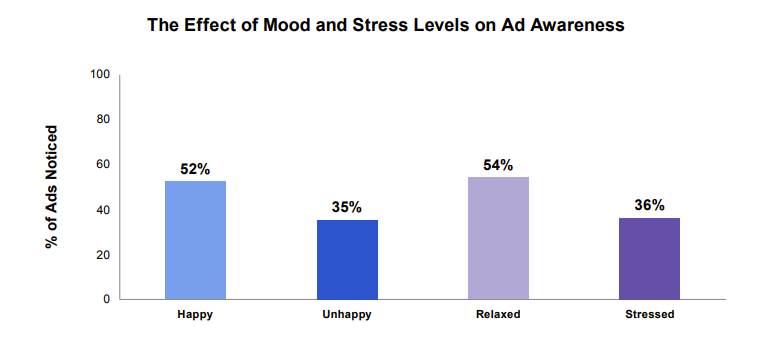 The Effect of Mood and Stress Levels on Ad Awareness
% of Ads Noticed
100
80
60
40
20
0
52%
35%
54%
36%
Happy
Unhappy
Relaxed
Stressed